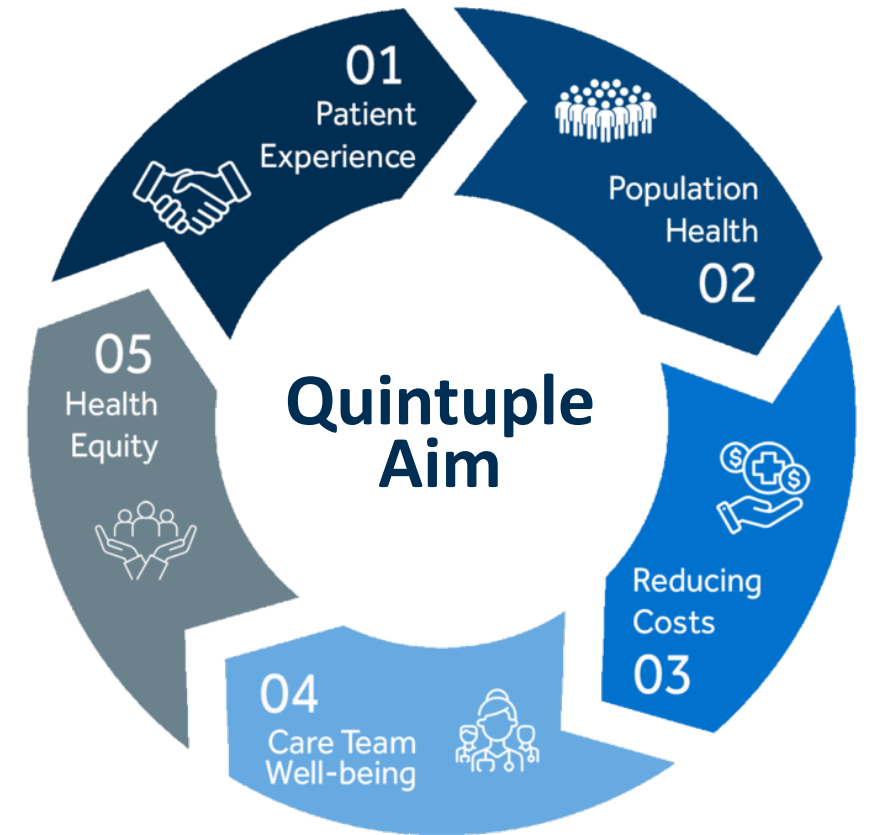 01
Patient
Experience
Population
Health
02
Reducing
Costs
03
04
Care Team
Well-being
05
Health
Equity
Quintuple
Aim
$
$